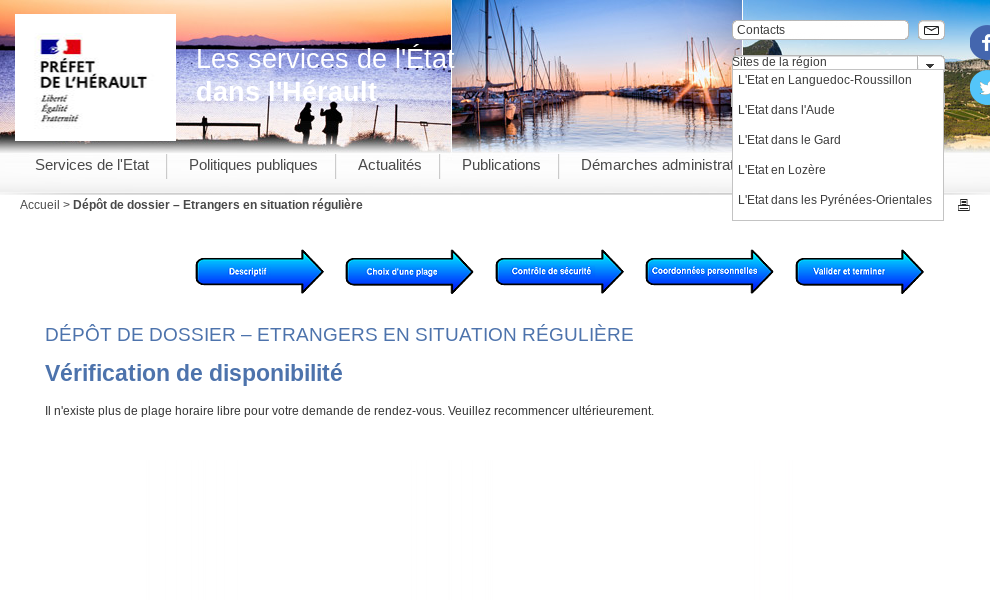 PRÉFET
DE L'HÉRAULT
Liberté
Égalité
Fraternité
Les services de l'État
dans l'Hérault
Contacts
Sites de la région
L'Etat en Languedoc-Roussillon
L'Etat dans l'Aude
L'Etat dans le Gard
L'Etat en Lozère
L'Etat dans les Pyrénées-Orientales
Services de l'Etat
Politiques publiques
Actualités
Publications
Démarches administrat
Accueil > Dépôt de dossier – Etrangers en situation régulière
Descriptif
Choix d'une plage
Contrôle de sécurité
Coordonnées personnelles
Valider et terminer
DÉPÔT DE DOSSIER – ETRANGERS EN SITUATION RÉGULIÈRE
Vérification de disponibilité
Il n'existe plus de plage horaire libre pour votre demande de rendez-vous. Veuillez recommencer ultérieurement.